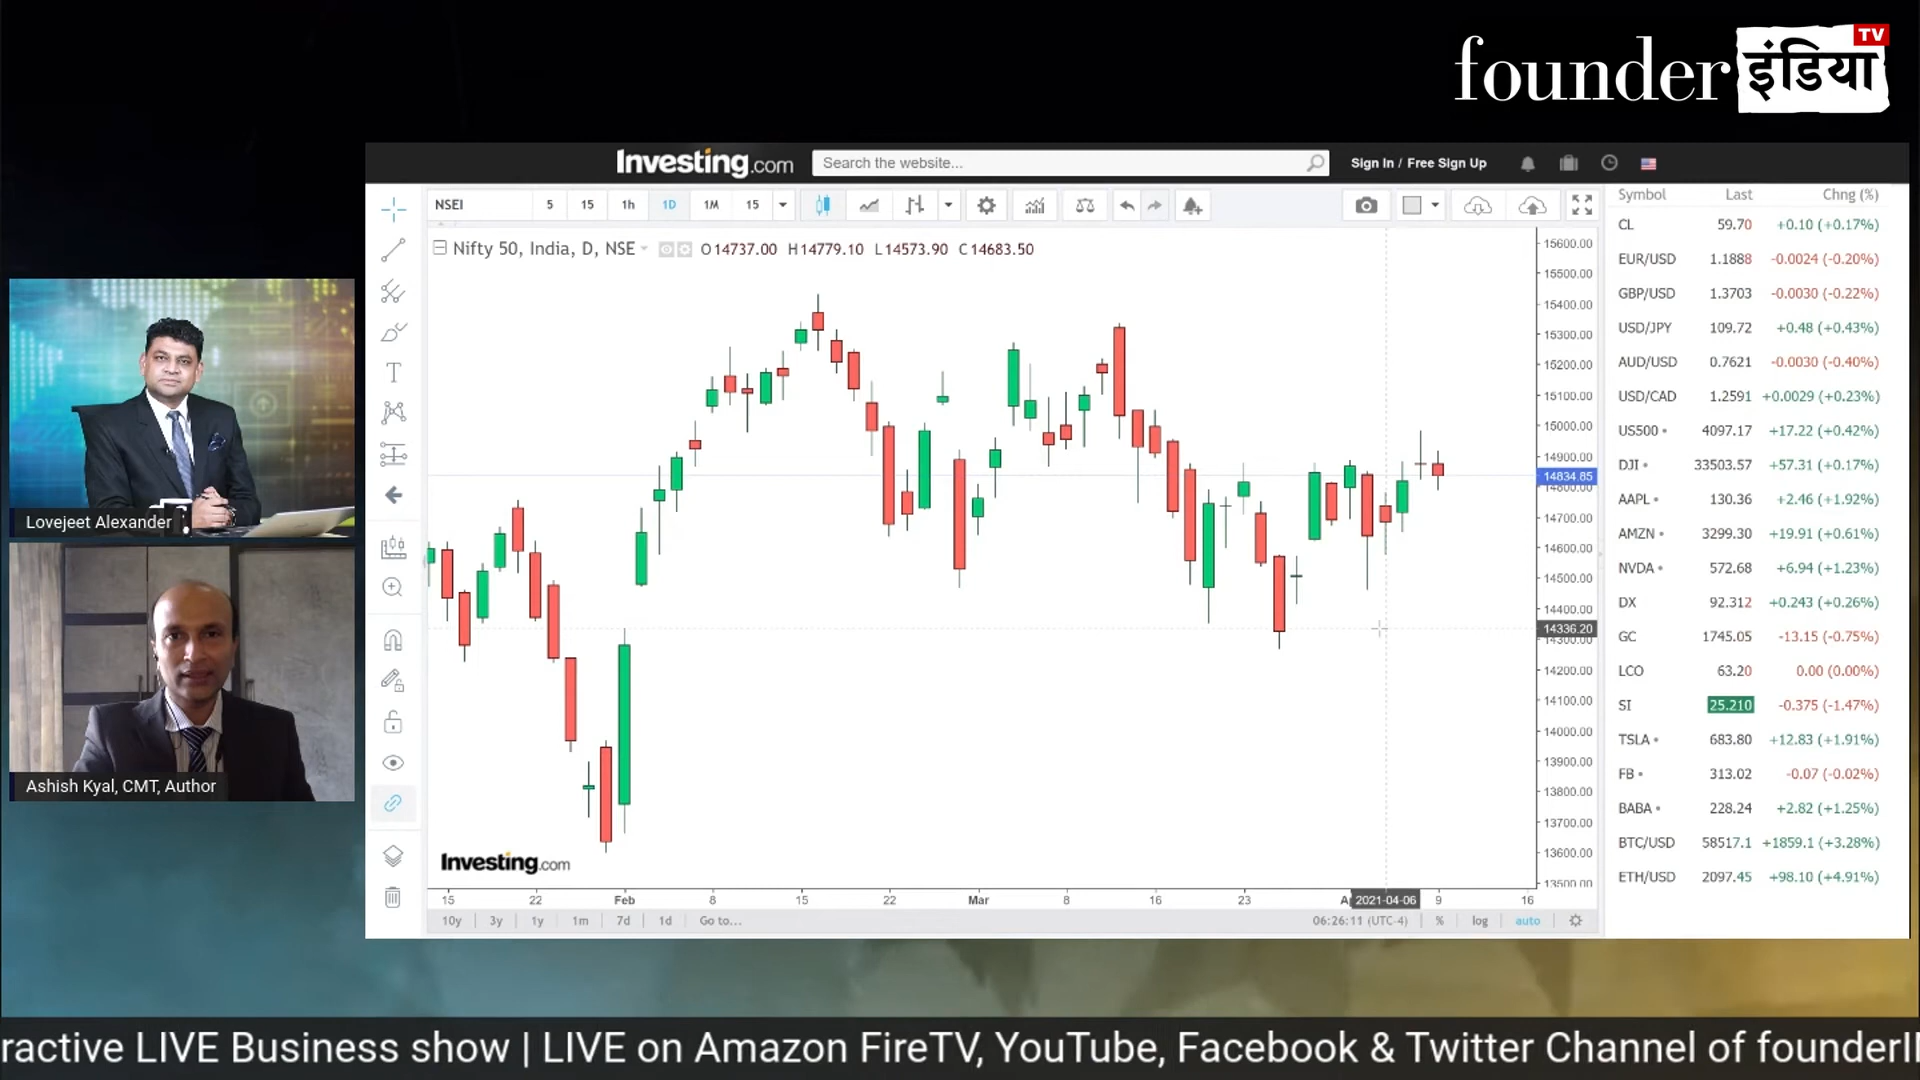 founder इंडिया TV
Investing.com
Search the website...
Sign In / Free Sign Up
NSEI 5 15 1h 1D 1M 15
Nifty 50, India, D, NSE O14737.00 H14779.10 L14573.90 C14683.50
15600.00
15500.00
15400.00
15300.00
15200.00
15100.00
15000.00
14900.00
14834.85
14800.00
14700.00
14600.00
14500.00
14400.00
14336.20
14300.00
14200.00
14100.00
14000.00
13900.00
13800.00
13700.00
13600.00
13500.00
Investing.com
15 22 Feb 8 15 22 Mar 8 16 23 2021-04-06 9 16
10y 3y 1y 1m 7d 1d Go to... 06:26:11 (UTC-4) % log auto
Symbol Last Chng (%)
CL 59.70 +0.10 (+0.17%)
EUR/USD 1.1888 -0.0024 (-0.20%)
GBP/USD 1.3703 -0.0030 (-0.22%)
USD/JPY 109.72 +0.48 (+0.43%)
AUD/USD 0.7621 -0.0030 (-0.40%)
USD/CAD 1.2591 +0.0029 (+0.23%)
US500 4097.17 +17.22 (+0.42%)
DJI 33503.57 +57.31 (+0.17%)
AAPL 130.36 +2.46 (+1.92%)
AMZN 3299.30 +19.91 (+0.61%)
NVDA 572.68 +6.94 (+1.23%)
DX 92.312 +0.243 (+0.26%)
GC 1745.05 -13.15 (-0.75%)
LCO 63.20 0.00 (0.00%)
SI 25.210 -0.375 (-1.47%)
TSLA 683.80 +12.83 (+1.91%)
FB 313.02 -0.07 (-0.02%)
BABA 228.24 +2.82 (+1.25%)
BTC/USD 58517.1 +1859.1 (+3.28%)
ETH/USD 2097.45 +98.10 (+4.91%)
Lovejeet Alexander
Ashish Kyal, CMT, Author
ractive LIVE Business show | LIVE on Amazon FireTV, YouTube, Facebook & Twitter Channel of founderIN